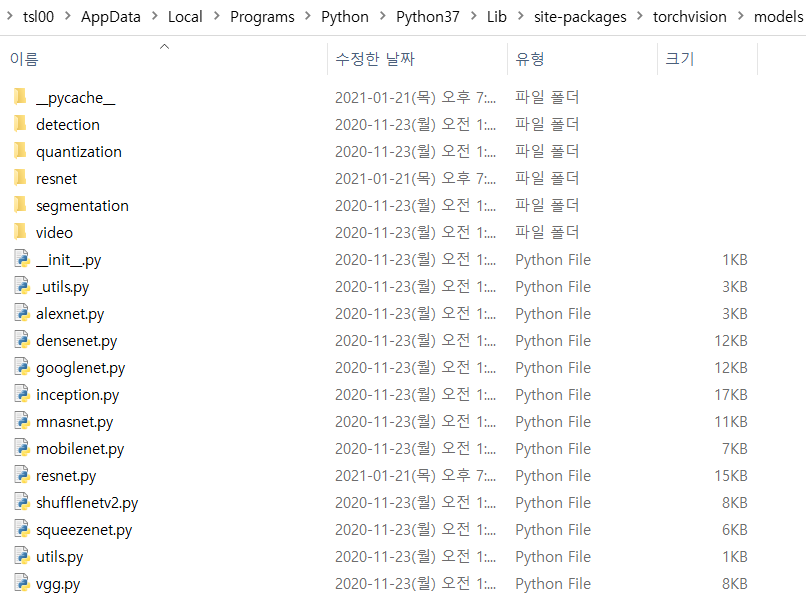 > tsl00 > AppData > Local > Programs > Python > Python37 > Lib > site-packages > torchvision > models
이름 수정한 날짜 유형 크기
__pycache__ 2021-01-21(목) 오후 7:... 파일 폴더
detection 2020-11-23(월) 오전 1:... 파일 폴더
quantization 2020-11-23(월) 오전 1:... 파일 폴더
resnet 2021-01-21(목) 오후 7:... 파일 폴더
segmentation 2020-11-23(월) 오전 1:... 파일 폴더
video 2020-11-23(월) 오전 1:... 파일 폴더
__init__.py 2020-11-23(월) 오전 1:... Python File 1KB
_utils.py 2020-11-23(월) 오전 1:... Python File 3KB
alexnet.py 2020-11-23(월) 오전 1:... Python File 3KB
densenet.py 2020-11-23(월) 오전 1:... Python File 12KB
googlenet.py 2020-11-23(월) 오전 1:... Python File 12KB
inception.py 2020-11-23(월) 오전 1:... Python File 17KB
mnasnet.py 2020-11-23(월) 오전 1:... Python File 11KB
mobilenet.py 2020-11-23(월) 오전 1:... Python File 7KB
resnet.py 2021-01-21(목) 오후 7:... Python File 15KB
shufflenetv2.py 2020-11-23(월) 오전 1:... Python File 8KB
squeezenet.py 2020-11-23(월) 오전 1:... Python File 6KB
utils.py 2020-11-23(월) 오전 1:... Python File 1KB
vgg.py 2020-11-23(월) 오전 1:... Python File 8KB